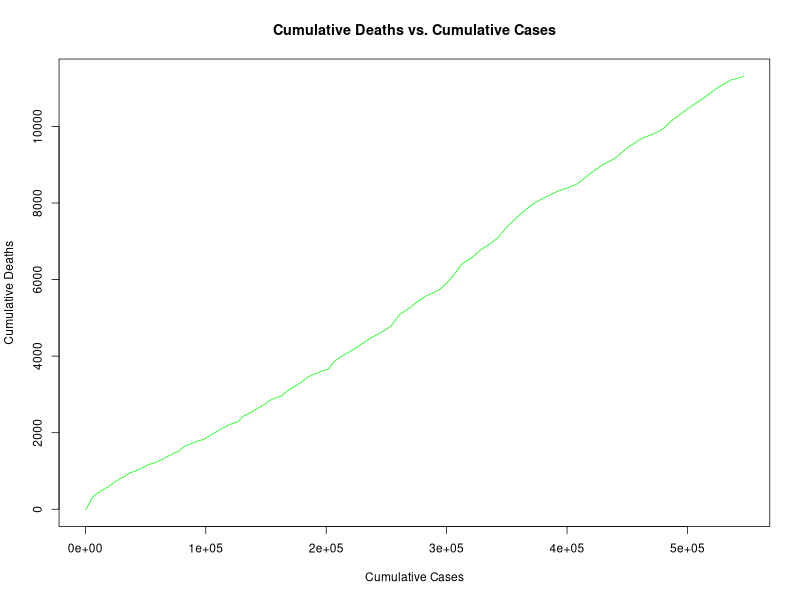 Cumulative Deaths vs. Cumulative Cases
Cumulative Deaths
10000
8000
6000
4000
2000
0
0e+00 1e+05 2e+05 3e+05 4e+05 5e+05
Cumulative Cases